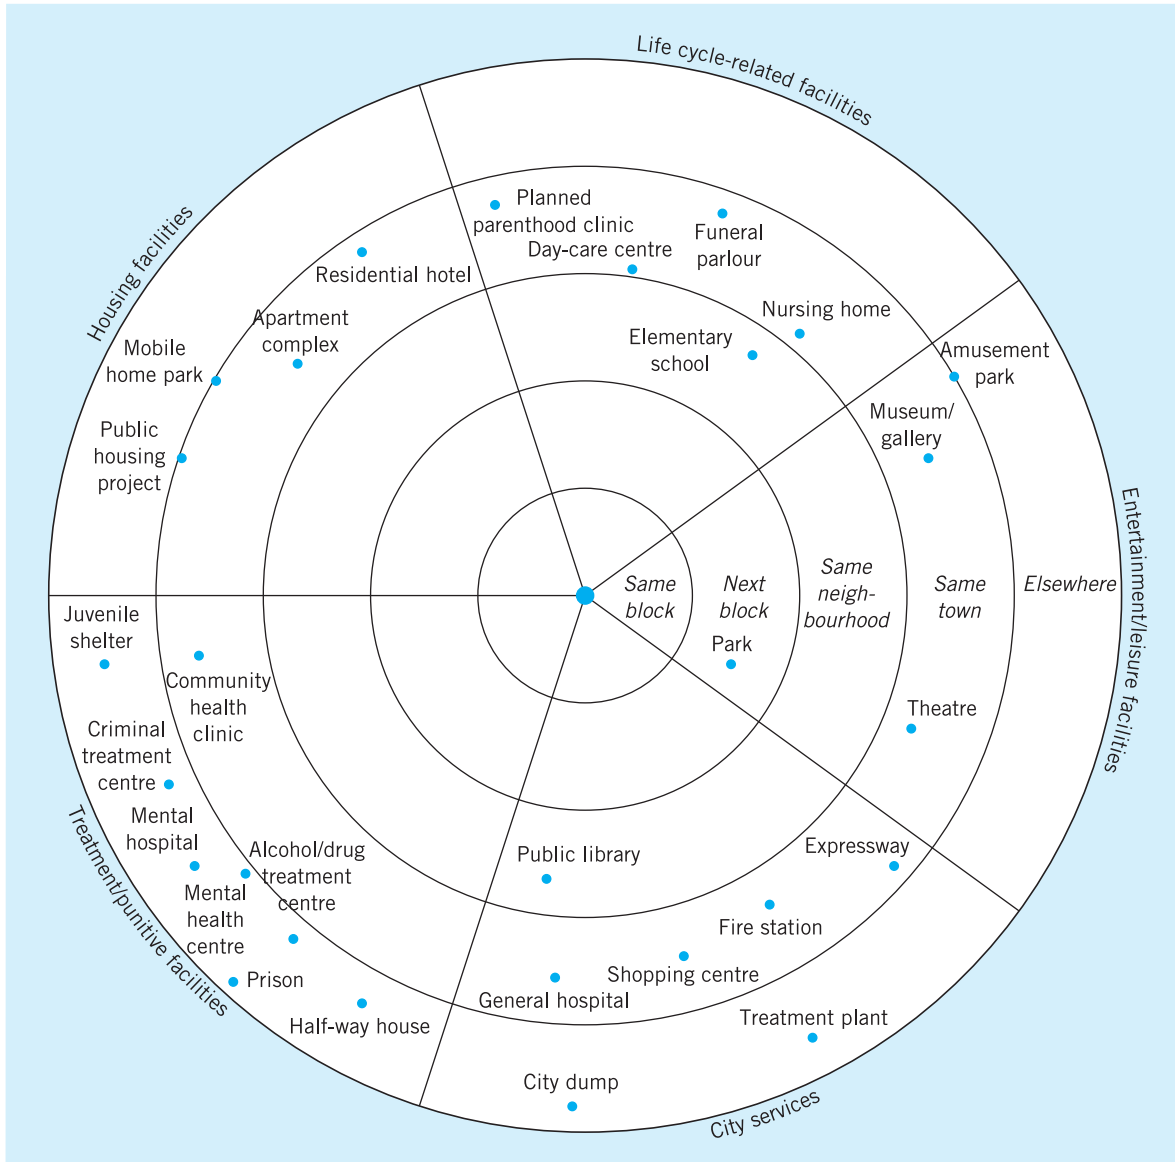 Life cycle-related facilities
Planned
parenthood clinic
Day-care centre
Funeral
parlour
Nursing home
Elementary
school
Housing facilities
Residential hotel
Apartment
complex
Mobile
home park
Public
housing
project
Amusement
park
Museum/
gallery
Entertainment/leisure facilities
Same
block
Next
block
Same
neigh-
bourhood
Same
town
Elsewhere
Park
Theatre
Juvenile
shelter
Community
health
clinic
Criminal
treatment
centre
Mental
hospital
Alcohol/drug
treatment
centre
Mental
health
centre
Prison
Half-way house
Treatment/punitive facilities
Public library
Expressway
Fire station
Shopping centre
General hospital
Treatment plant
City dump
City services